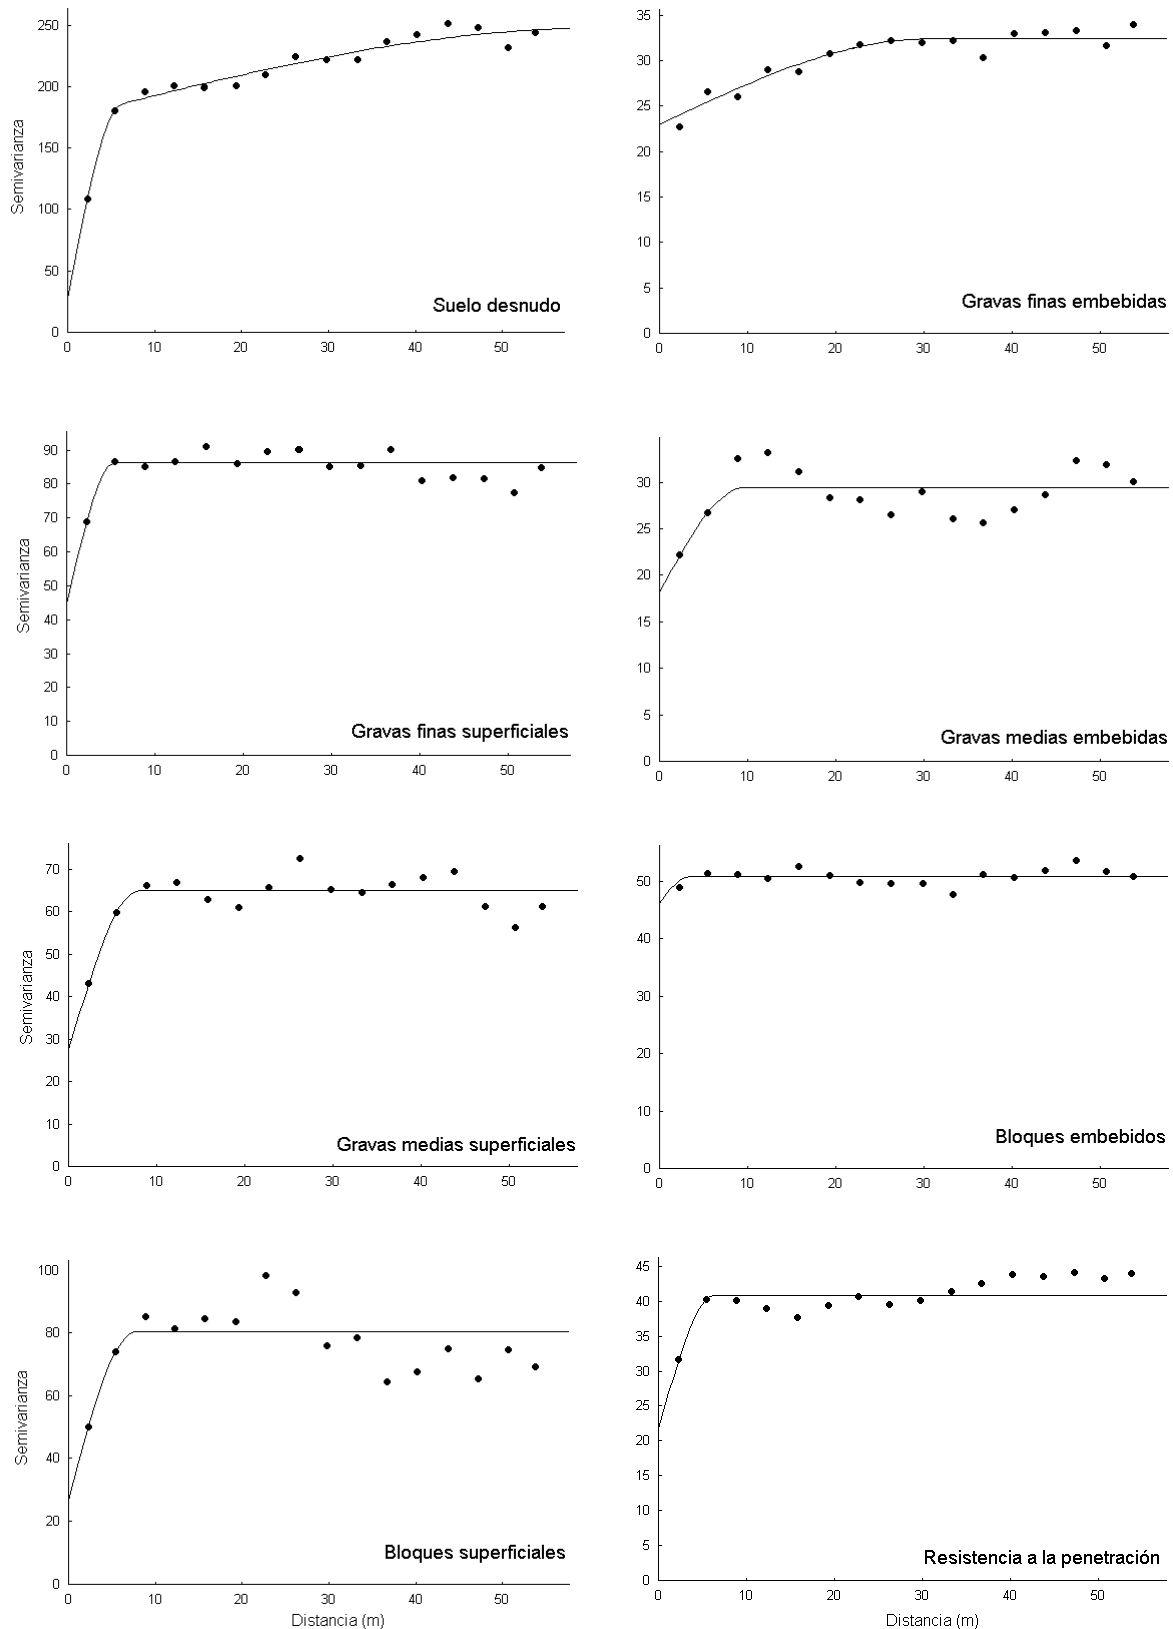 250
200
150
100
50
0
Semivarianza
Suelo desnudo
0 10 20 30 40 50
35
30
25
20
15
10
5
0
Gravas finas embebidas
0 10 20 30 40 50
90
80
70
60
50
40
30
20
10
0
Semivarianza
Gravas finas superficiales
0 10 20 30 40 50
30
25
20
15
10
5
0
Gravas medias embebidas
0 10 20 30 40 50
70
60
50
40
30
20
10
0
Semivarianza
Gravas medias superficiales
0 10 20 30 40 50
50
40
30
20
10
0
Bloques embebidos
0 10 20 30 40 50
100
80
60
40
20
0
Semivarianza
Bloques superficiales
0 10 20 30 40 50
Distancia (m)
45
40
35
30
25
20
15
10
5
0
Resistencia a la penetración
0 10 20 30 40 50
Distancia (m)